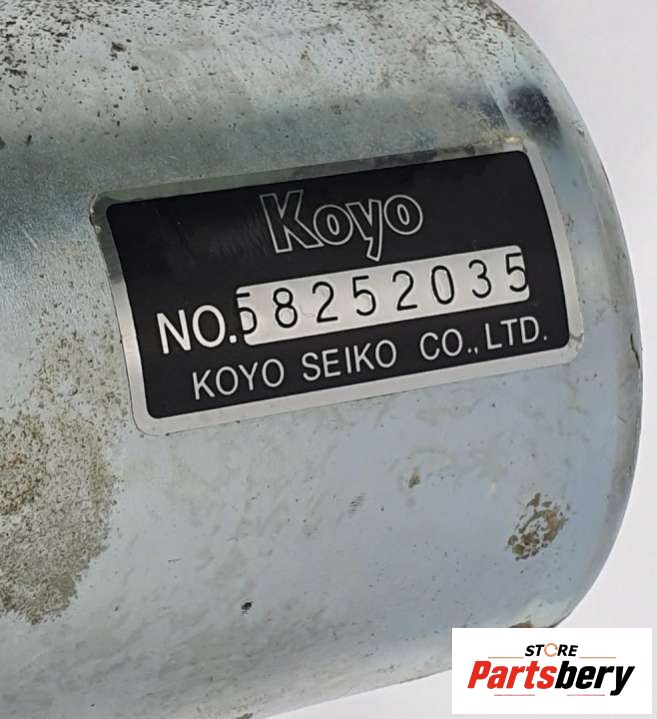 Koyo
NO.58252035
KOYO SEIKO CO.,LTD.
STORE
Partsbery